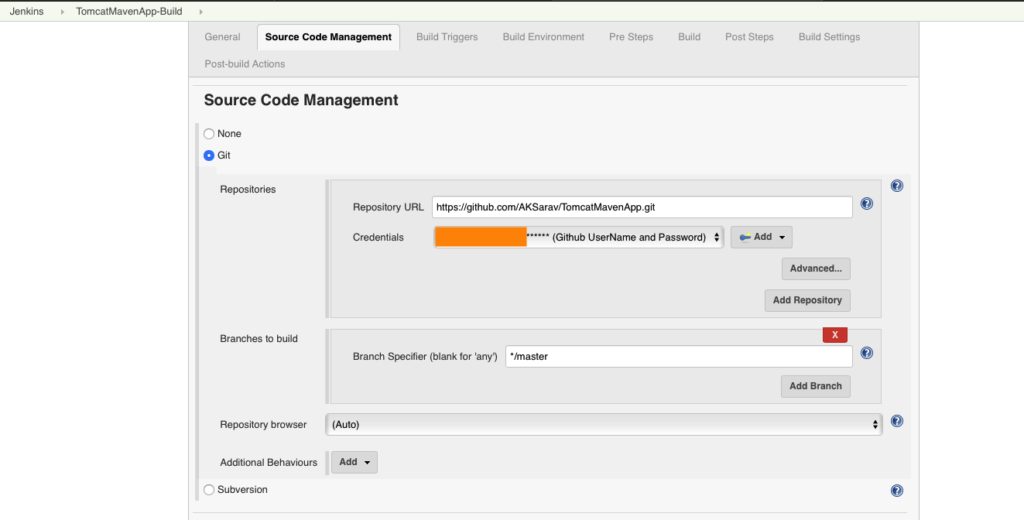 Jenkins TomcatMavenApp-Build
General Source Code Management Build Triggers Build Environment Pre Steps Build Post Steps Build Settings
Post-build Actions
Source Code Management
None
Git
Repositories
Repository URL https://github.com/AKSarav/TomcatMavenApp.git
Credentials ****** (Github UserName and Password) Add
Advanced...
Add Repository
Branches to build
X
Branch Specifier (blank for 'any') */master
Add Branch
Repository browser (Auto)
Additional Behaviours Add
Subversion